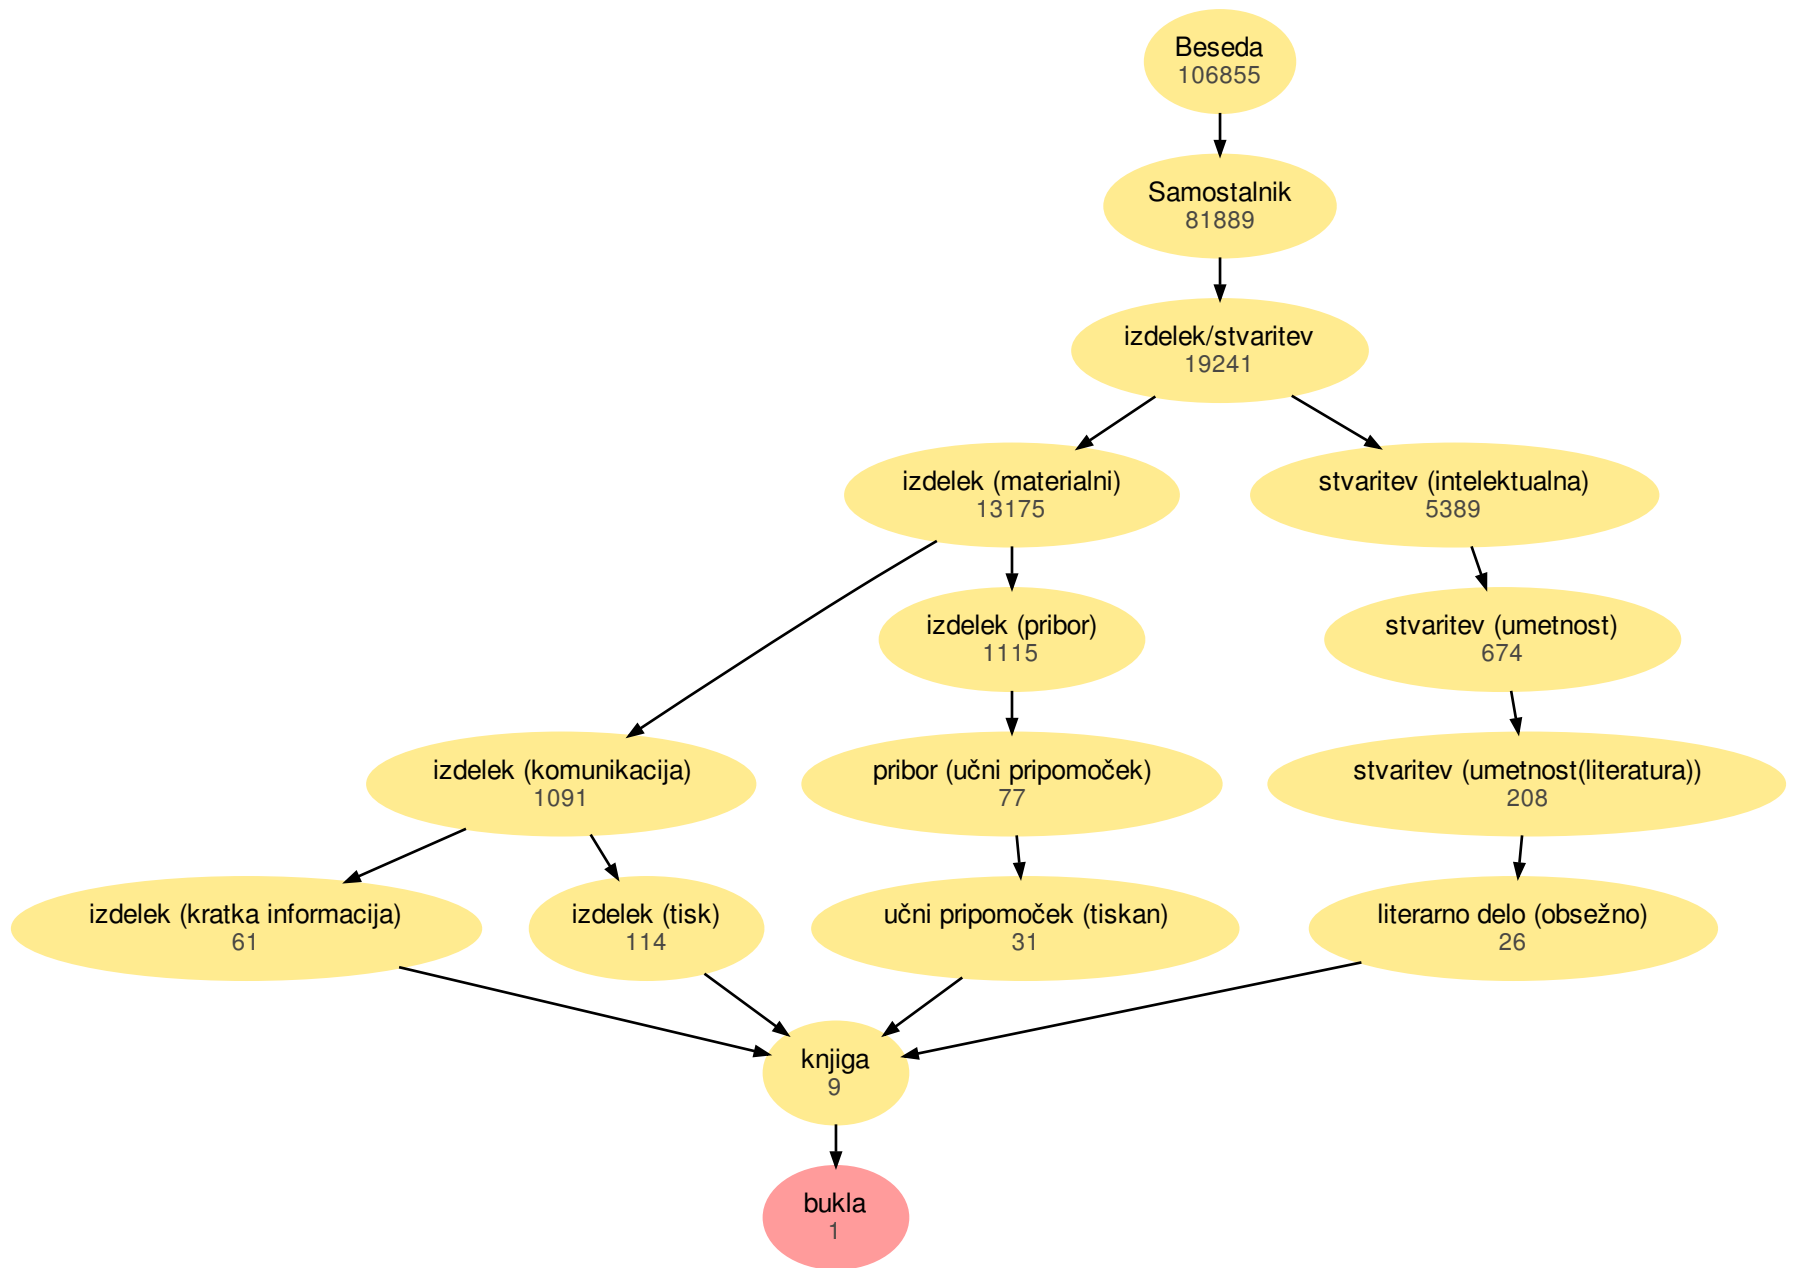 Beseda
106855
Samostalnik
81889
izdelek/stvaritev
19241
izdelek (materialni)
13175
stvaritev (intelektualna)
5389
izdelek (pribor)
1115
stvaritev (umetnost)
674
izdelek (komunikacija)
1091
pribor (učni pripomoček)
77
stvaritev (umetnost(literatura))
208
izdelek (kratka informacija)
61
izdelek (tisk)
114
učni pripomoček (tiskan)
31
literarno delo (obsežno)
26
knjiga
9
bukla
1